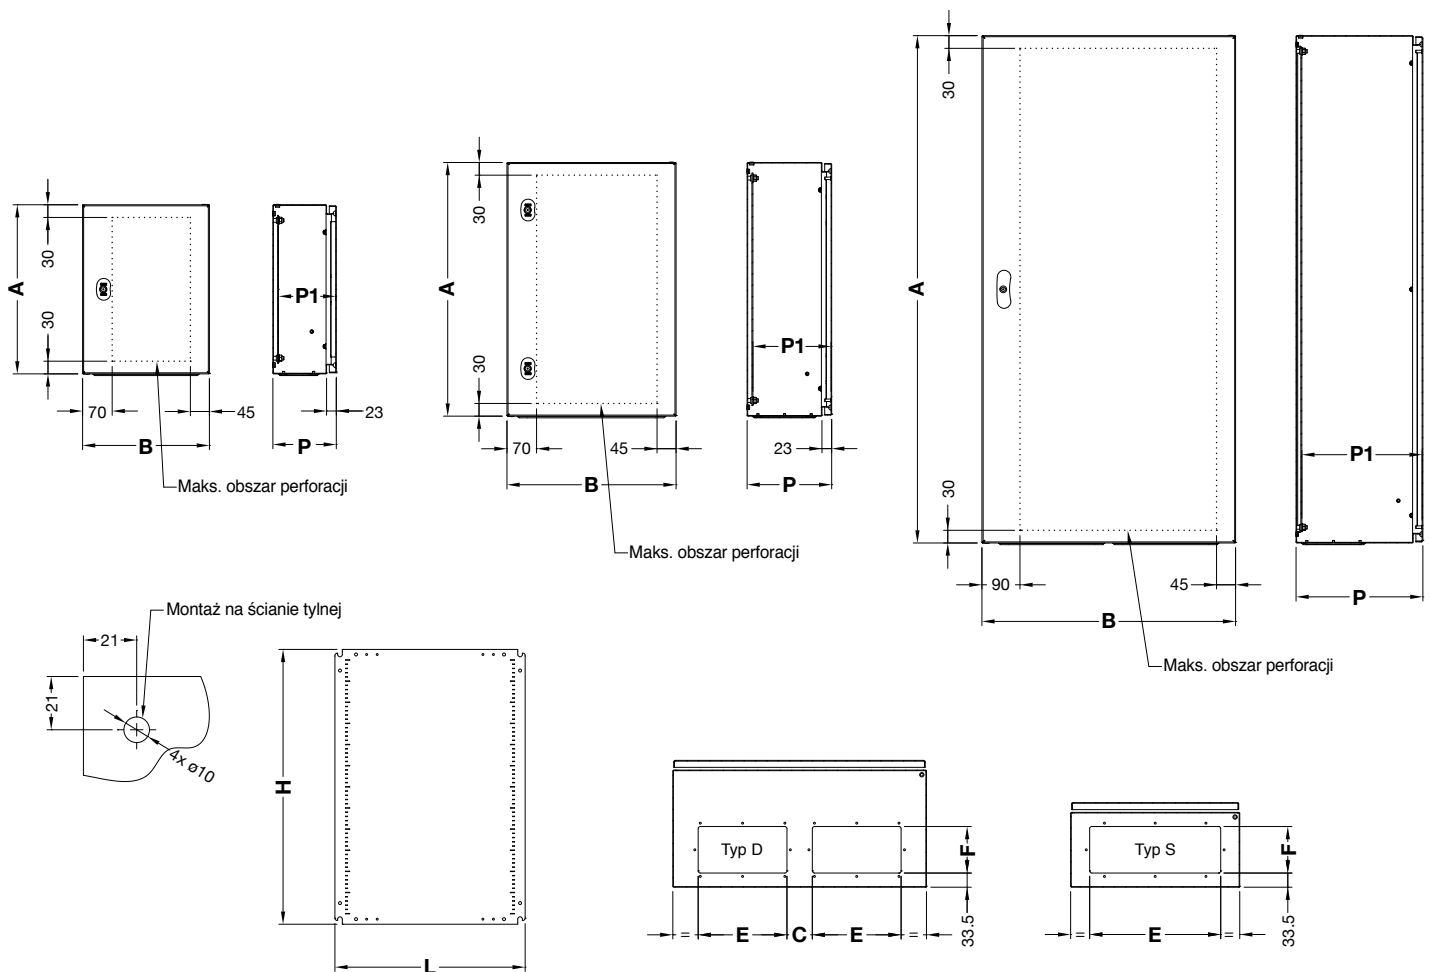 A
30
30
70
45
B
P1
23
P
Maks. obszar perforacji
A
30
30
70
45
B
P1
23
P
Maks. obszar perforacji
A
30
30
90
45
B
P1
P
Maks. obszar perforacji
Montaż na ścianie tylnej
21
21
4x ø10
H
L
Typ D
F
33.5
=
E
C
E
=
Typ S
F
33.5
=
E
=